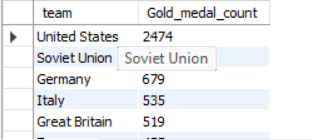 team Gold_medal_count
United States 2474
Soviet Union Soviet Union
Germany 679
Italy 535
Great Britain 519